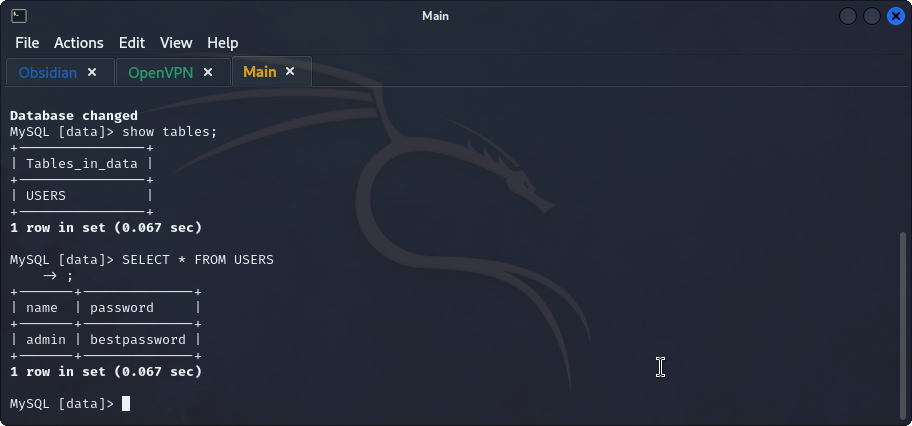 Main
File Actions Edit View Help
Obsidian × OpenVPN × Main ×
Database changed
MySQL [data]> show tables;
+----------------+
| Tables_in_data |
+----------------+
| USERS          |
+----------------+
1 row in set (0.067 sec)
MySQL [data]> SELECT * FROM USERS
    -> ;
+-------+--------------+
| name  | password     |
+-------+--------------+
| admin | bestpassword |
+-------+--------------+
1 row in set (0.067 sec)
MySQL [data]>